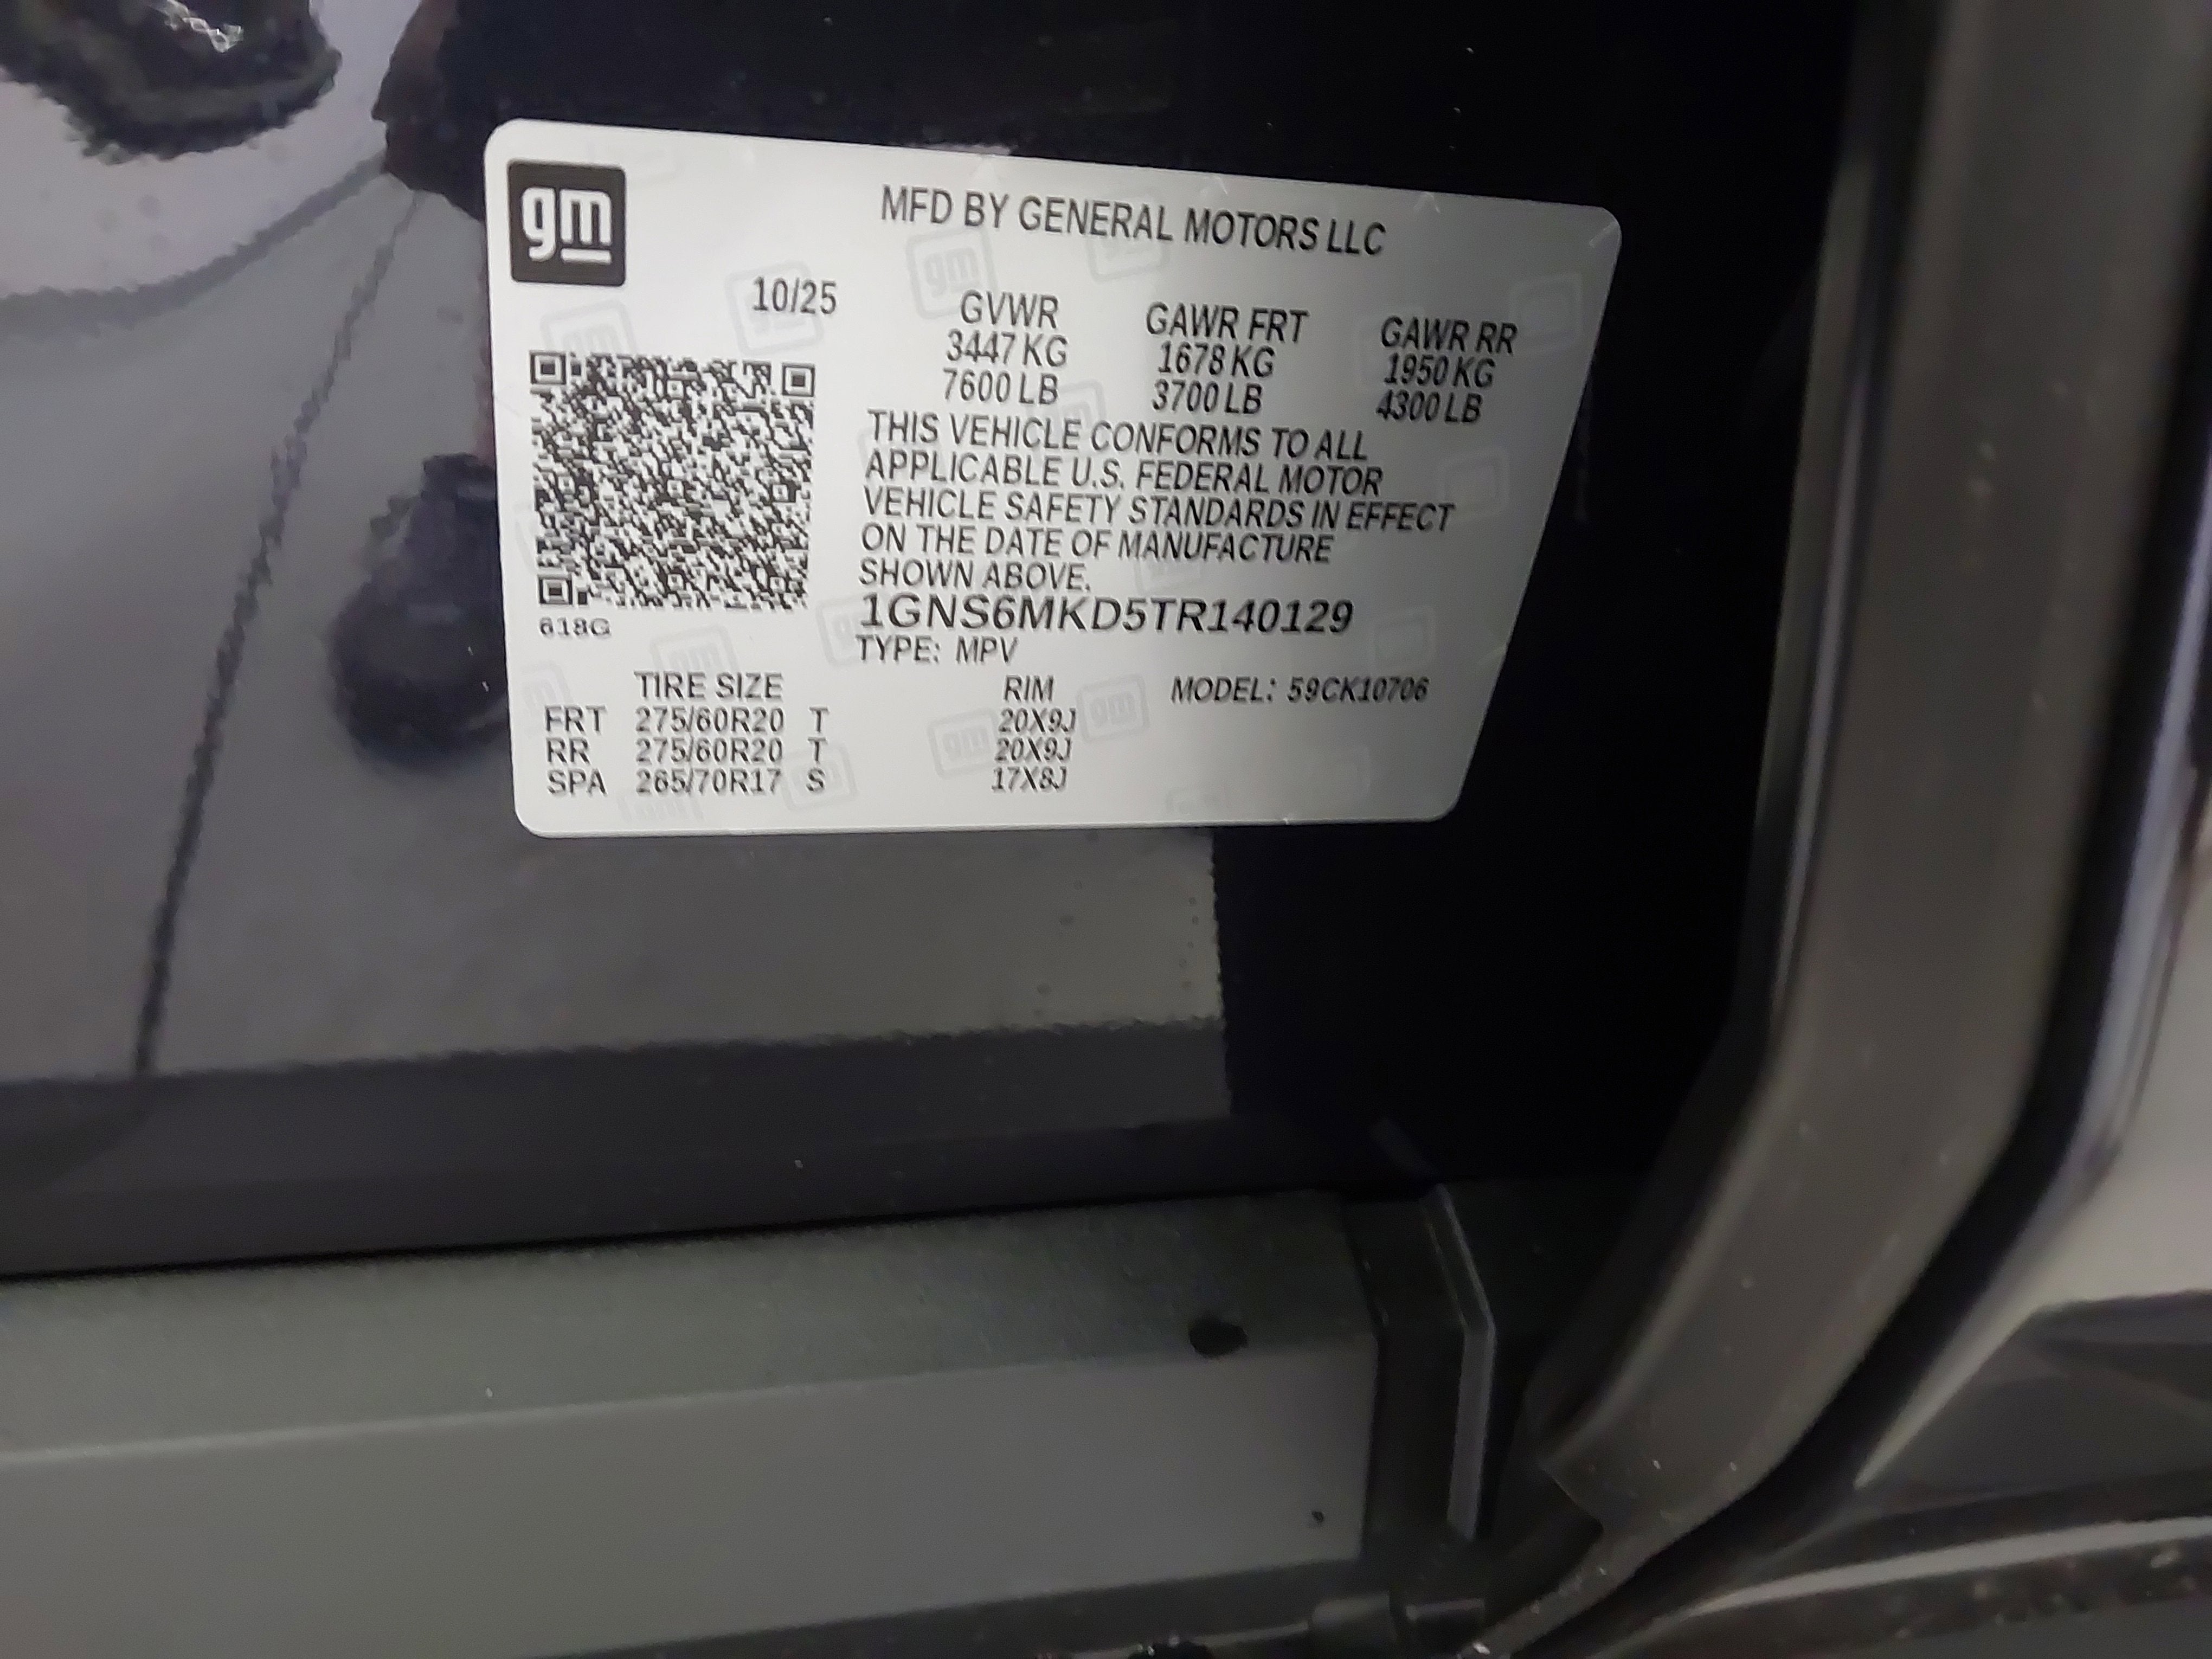 gm
MFD BY GENERAL MOTORS LLC
10/25
GVWR GAWR FRT GAWR RR
3447 KG 1678 KG 1950 KG
7600 LB 3700 LB 4300 LB
THIS VEHICLE CONFORMS TO ALL
APPLICABLE U.S. FEDERAL MOTOR
VEHICLE SAFETY STANDARDS IN EFFECT
ON THE DATE OF MANUFACTURE
SHOWN ABOVE.
1GNS6MKD5TR140129
618G
TYPE: MPV
TIRE SIZE RIM MODEL: 59CK10706
FRT 275/60R20 T 20X9J
RR 275/60R20 T 20X9J
SPA 265/70R17 S 17X8J